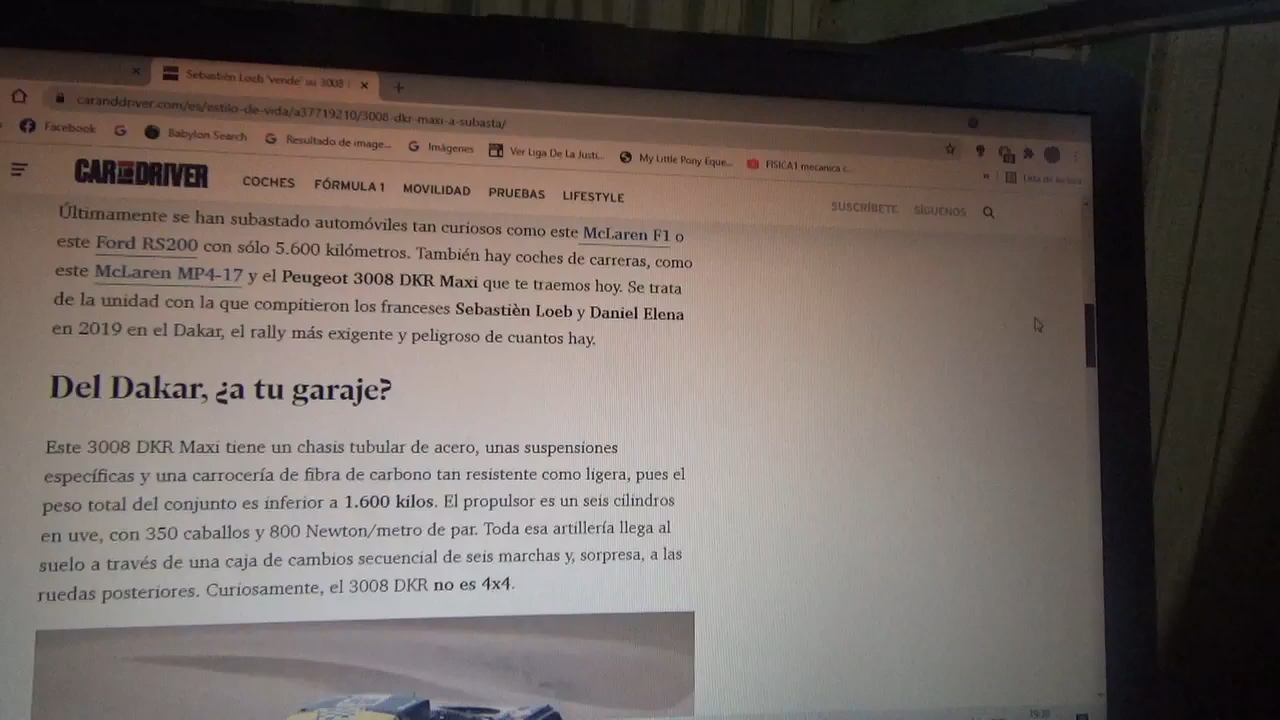 Sebastién Loeb 'vende' su 3008
caranddriver.com/es/estilo-de-vida/a37719210/3008-dkr-maxi-a-subasta/
Facebook
Babylon Search
Resultado de image...
Imágenes
Ver Liga De La Justi...
My Little Pony Eque...
FISICA1 mecanica c...
Lista de lectura
CAR AND DRIVER
COCHES
FÓRMULA 1
MOVILIDAD
PRUEBAS
LIFESTYLE
SUSCRÍBETE
SÍGUENOS
Últimamente se han subastado automóviles tan curiosos como este McLaren F1 o
este Ford RS200 con sólo 5.600 kilómetros. También hay coches de carreras, como
este McLaren MP4-17 y el Peugeot 3008 DKR Maxi que te traemos hoy. Se trata
de la unidad con la que compitieron los franceses Sebastièn Loeb y Daniel Elena
en 2019 en el Dakar, el rally más exigente y peligroso de cuantos hay.
Del Dakar, ¿a tu garaje?
Este 3008 DKR Maxi tiene un chasis tubular de acero, unas suspensiones
específicas y una carrocería de fibra de carbono tan resistente como ligera, pues el
peso total del conjunto es inferior a 1.600 kilos. El propulsor es un seis cilindros
en uve, con 350 caballos y 800 Newton/metro de par. Toda esa artillería llega al
suelo a través de una caja de cambios secuencial de seis marchas y, sorpresa, a las
ruedas posteriores. Curiosamente, el 3008 DKR no es 4x4.